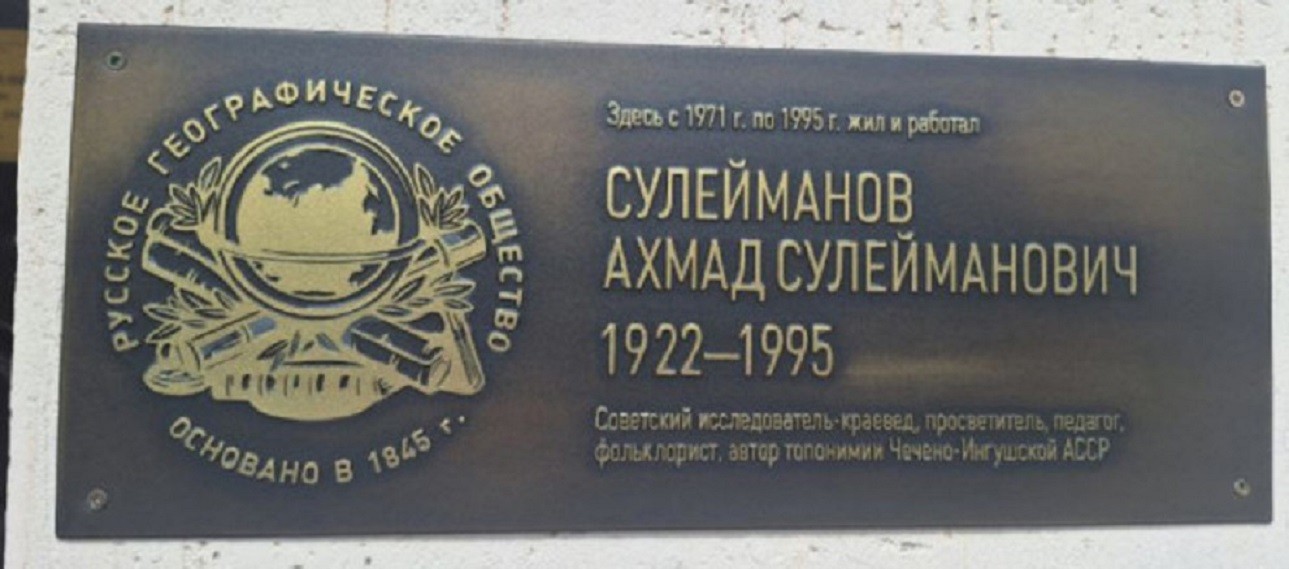 РУССКОЕ ГЕОГРАФИЧЕСКОЕ ОБЩЕСТВО
ОСНОВАНО В 1845 г.
Здесь с 1971 г. по 1995 г. жил и работал
СУЛЕЙМАНОВ
АХМАД СУЛЕЙМАНОВИЧ
1922–1995
Советский исследователь-краевед, просветитель, педагог,
фольклорист, автор топонимии Чечено-Ингушской АССР